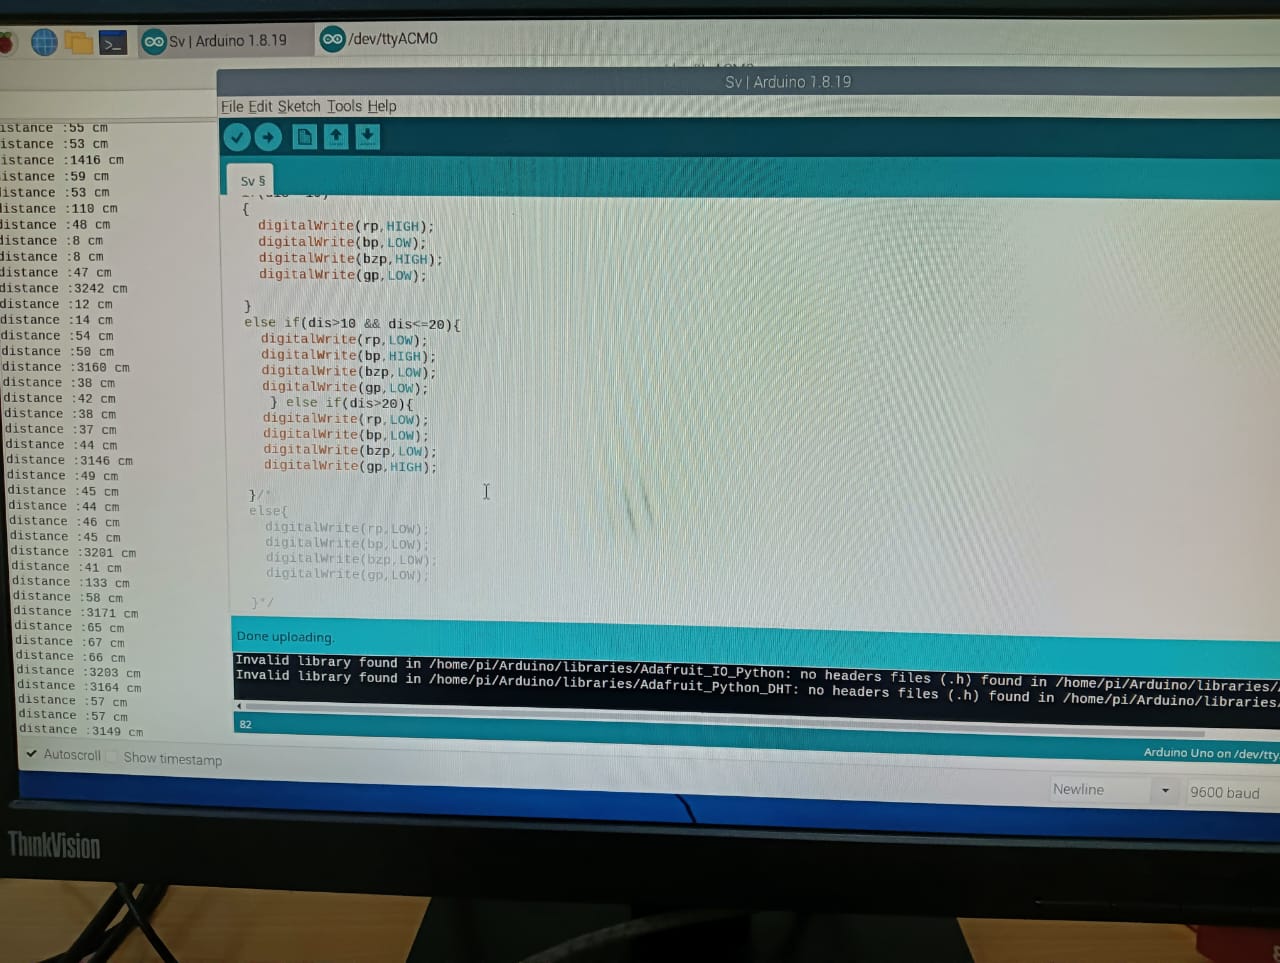 Sv | Arduino 1.8.19
/dev/ttyACM0
Sv | Arduino 1.8.19
File Edit Sketch Tools Help
Sv §
istance :55 cm
istance :53 cm
istance :1416 cm
istance :59 cm
istance :53 cm
istance :110 cm
distance :48 cm
distance :8 cm
distance :8 cm
distance :47 cm
distance :3242 cm
distance :12 cm
distance :14 cm
distance :54 cm
distance :50 cm
distance :3160 cm
distance :38 cm
distance :42 cm
distance :38 cm
distance :37 cm
distance :44 cm
distance :3146 cm
distance :49 cm
distance :45 cm
distance :44 cm
distance :46 cm
distance :45 cm
distance :3201 cm
distance :41 cm
distance :133 cm
distance :58 cm
distance :3171 cm
distance :65 cm
distance :67 cm
distance :66 cm
distance :3203 cm
distance :3164 cm
distance :57 cm
distance :57 cm
distance :3149 cm
{
digitalWrite(rp,HIGH);
digitalWrite(bp,LOW);
digitalWrite(bzp,HIGH);
digitalWrite(gp,LOW);
}
else if(dis>10 && dis<=20){
digitalWrite(rp,LOW);
digitalWrite(bp,HIGH);
digitalWrite(bzp,LOW);
digitalWrite(gp,LOW);
} else if(dis>20){
digitalWrite(rp,LOW);
digitalWrite(bp,LOW);
digitalWrite(bzp,LOW);
digitalWrite(gp,HIGH);
}/*
else{
digitalWrite(rp,LOW);
digitalWrite(bp,LOW);
digitalWrite(bzp,LOW);
digitalWrite(gp,LOW);
}*/
Done uploading.
Invalid library found in /home/pi/Arduino/libraries/Adafruit_IO_Python: no headers files (.h) found in /home/pi/Arduino/libraries/
Invalid library found in /home/pi/Arduino/libraries/Adafruit_Python_DHT: no headers files (.h) found in /home/pi/Arduino/libraries
82
Arduino Uno on /dev/tty
Autoscroll Show timestamp
Newline
9600 baud
ThinkVision